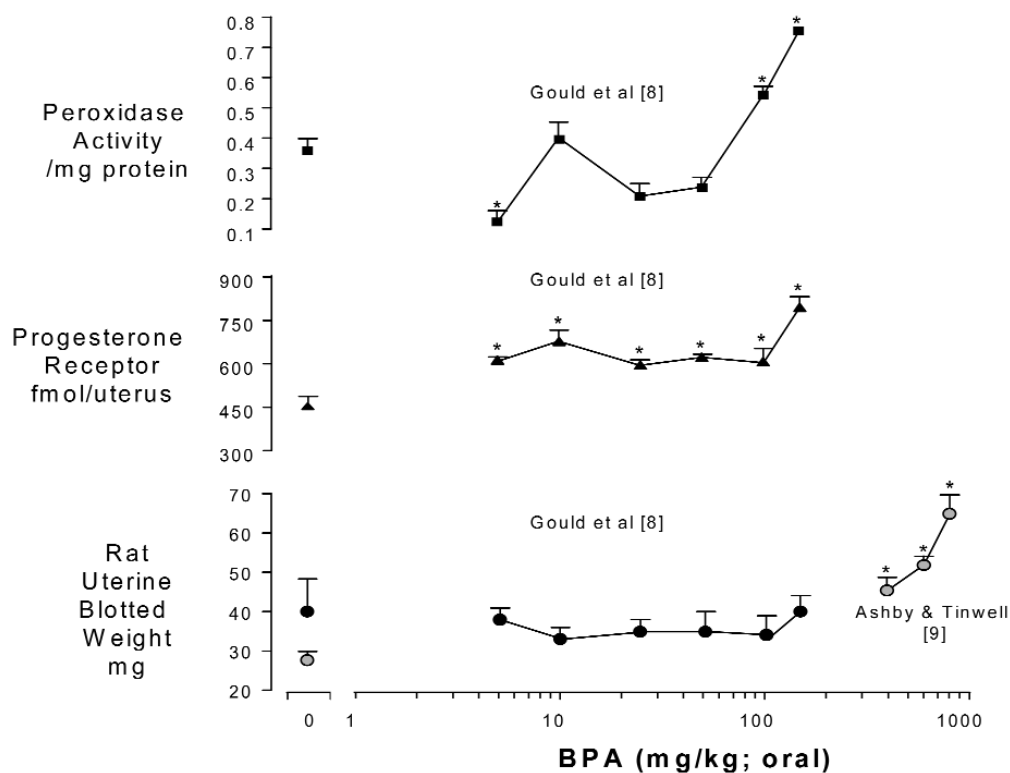 0.8
0.7
0.6
0.5
0.4
0.3
0.2
0.1
Peroxidase
Activity
/mg protein
Gould et al [8]
*
*
*
900
750
600
450
300
Progesterone
Receptor
fmol/uterus
Gould et al [8]
*
*
*
*
*
*
70
60
50
40
30
20
Rat
Uterine
Blotted
Weight
mg
Gould et al [8]
*
*
*
Ashby & Tinwell
[9]
0 1 10 100 1000
BPA (mg/kg; oral)